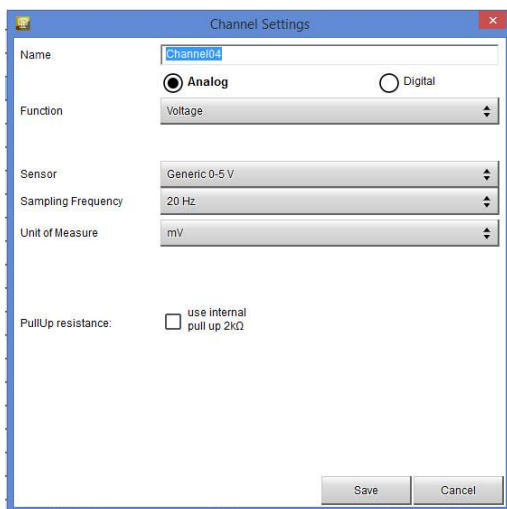 Channel Settings
Name
Channel04
Analog
Digital
Function
Voltage
Sensor
Generic 0-5 V
Sampling Frequency
20 Hz
Unit of Measure
mV
PullUp resistance:
use internal
pull up 2kΩ
Save
Cancel